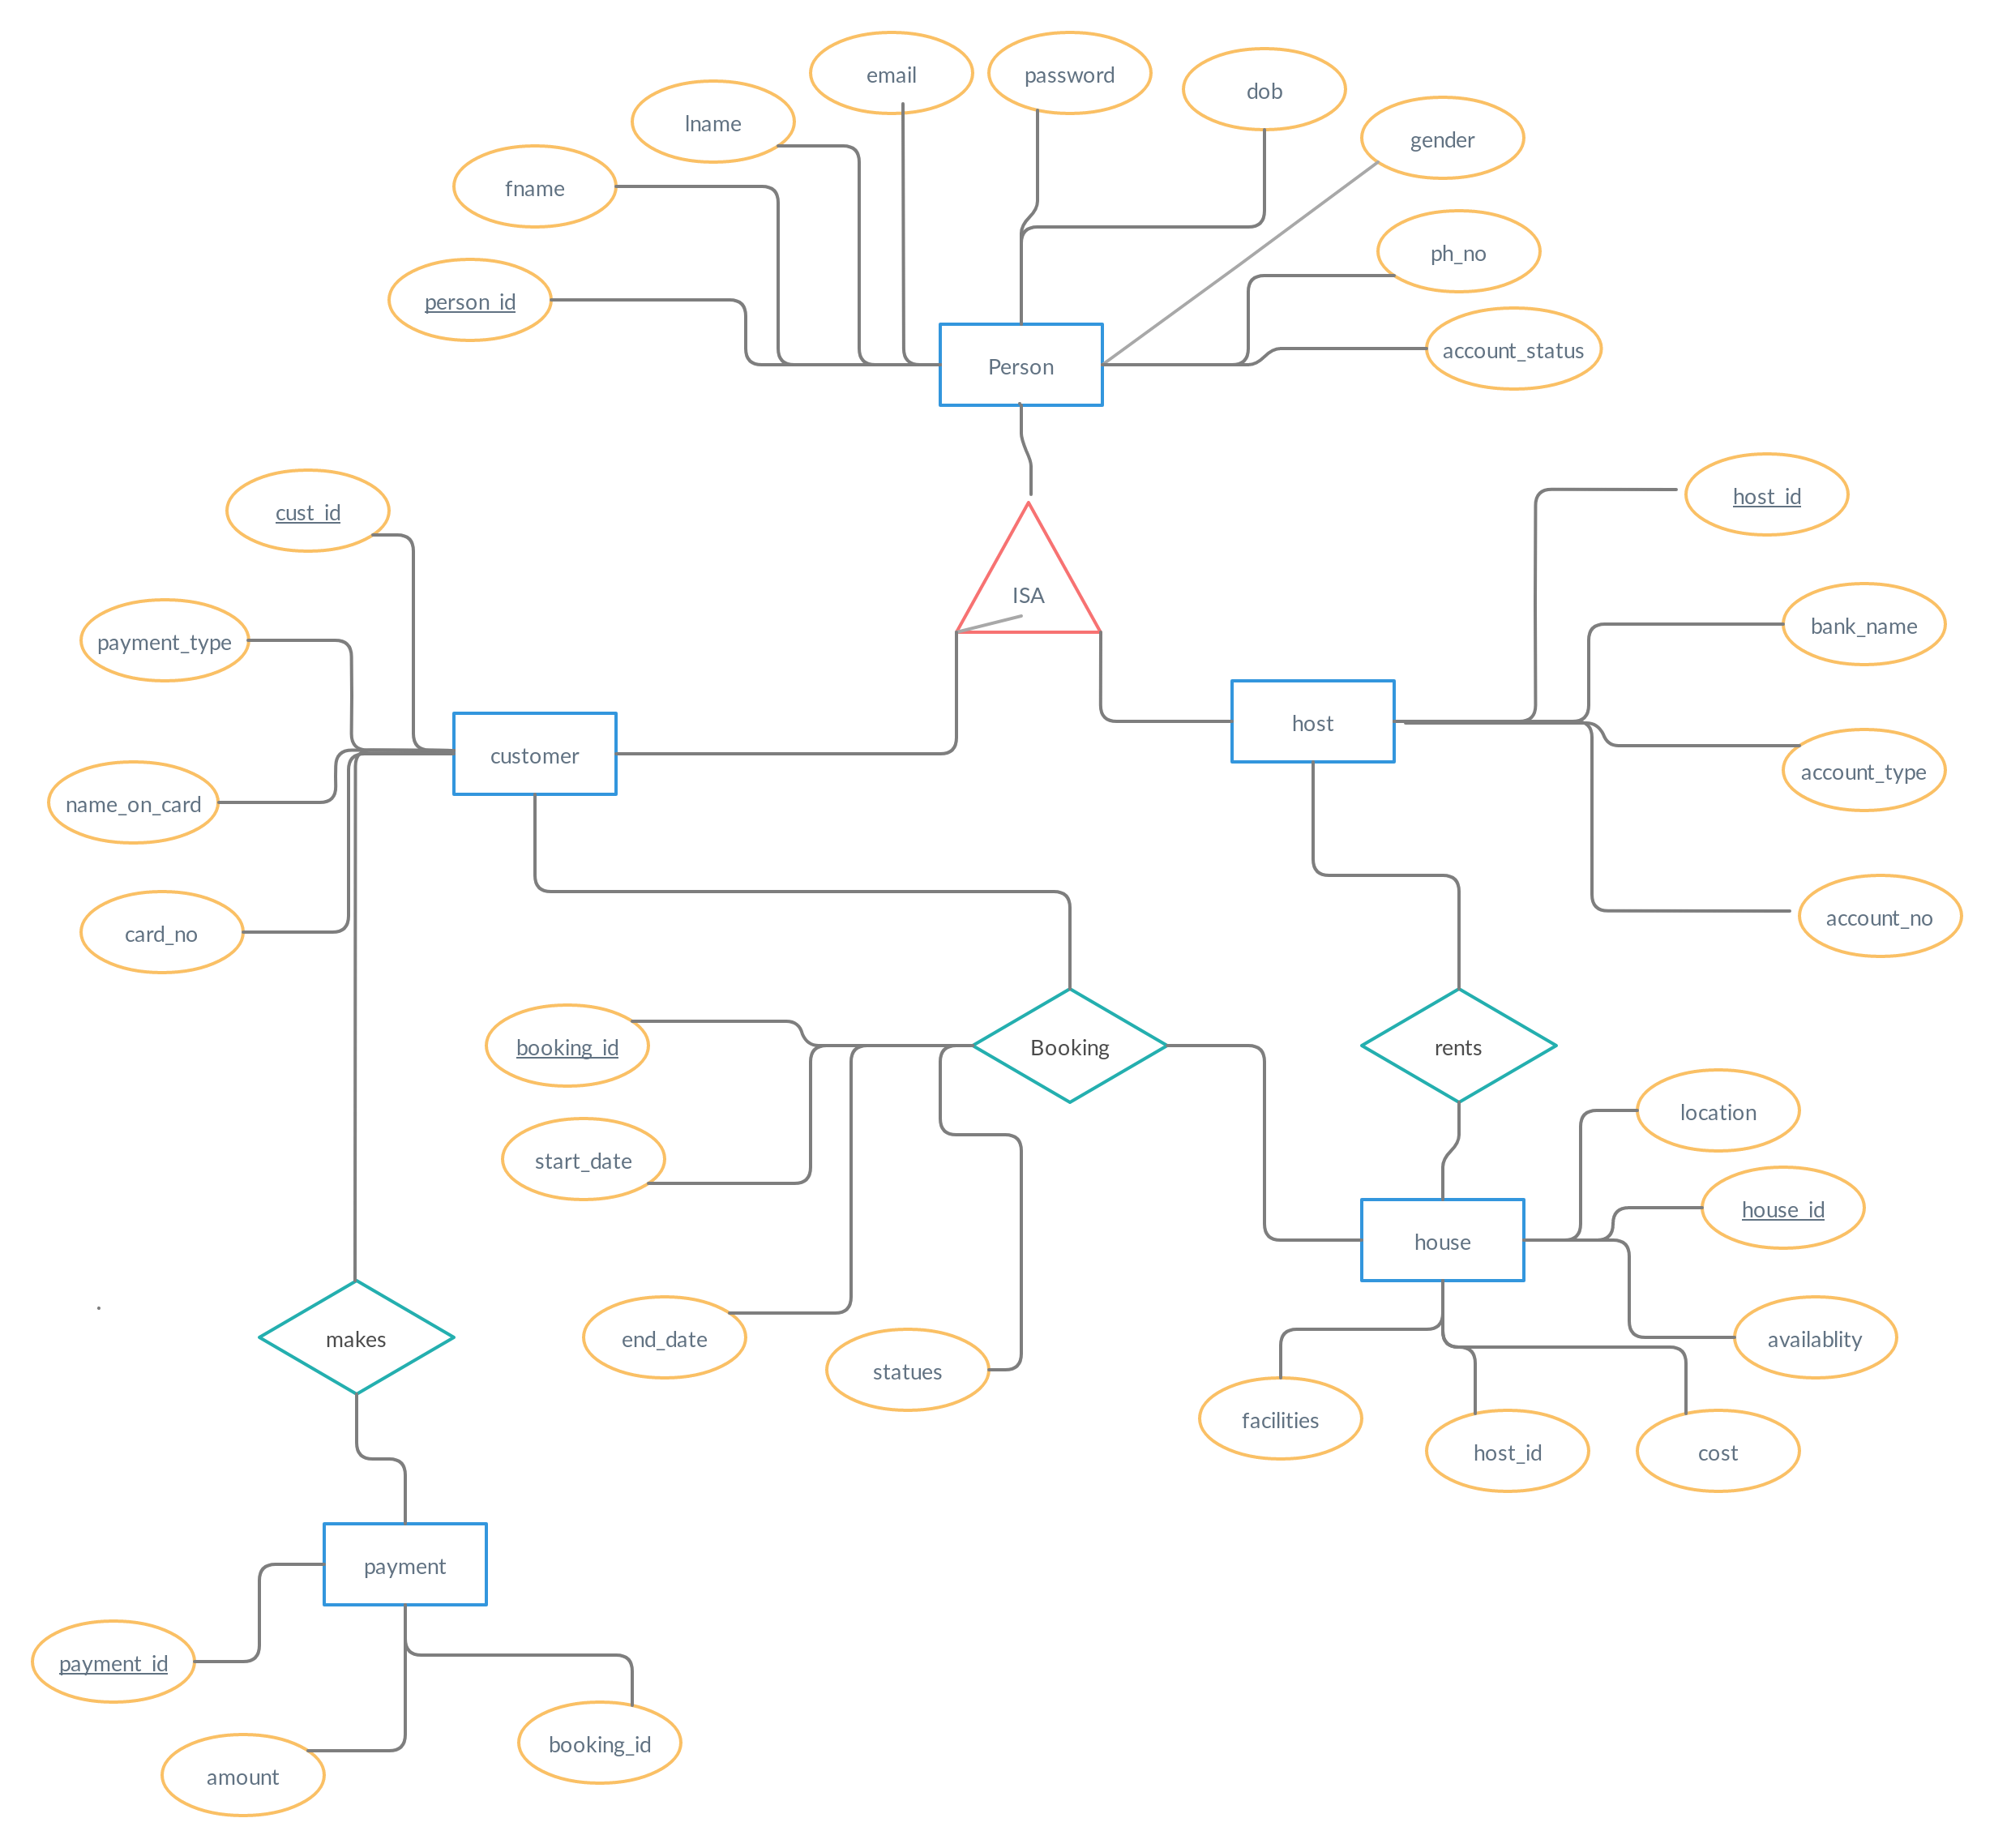 email
password
dob
lname
gender
fname
ph_no
person_id
account_status
Person
host_id
cust_id
ISA
bank_name
payment_type
host
customer
account_type
name_on_card
account_no
card_no
booking_id
Booking
rents
location
start_date
house_id
house
makes
end_date
availablity
statues
facilities
host_id
cost
payment
payment_id
booking_id
amount